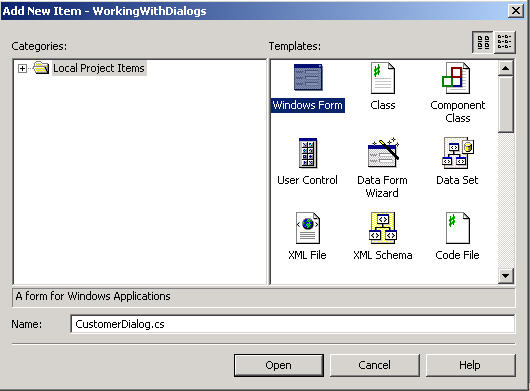 Add New Item - WorkingWithDialogs
Categories:
Templates:
Local Project Items
Windows Form
Class
Component
Class
User Control
Data Form
Wizard
Data Set
XML File
XML Schema
Code File
A form for Windows Applications
Name:
CustomerDialog.cs
Open
Cancel
Help